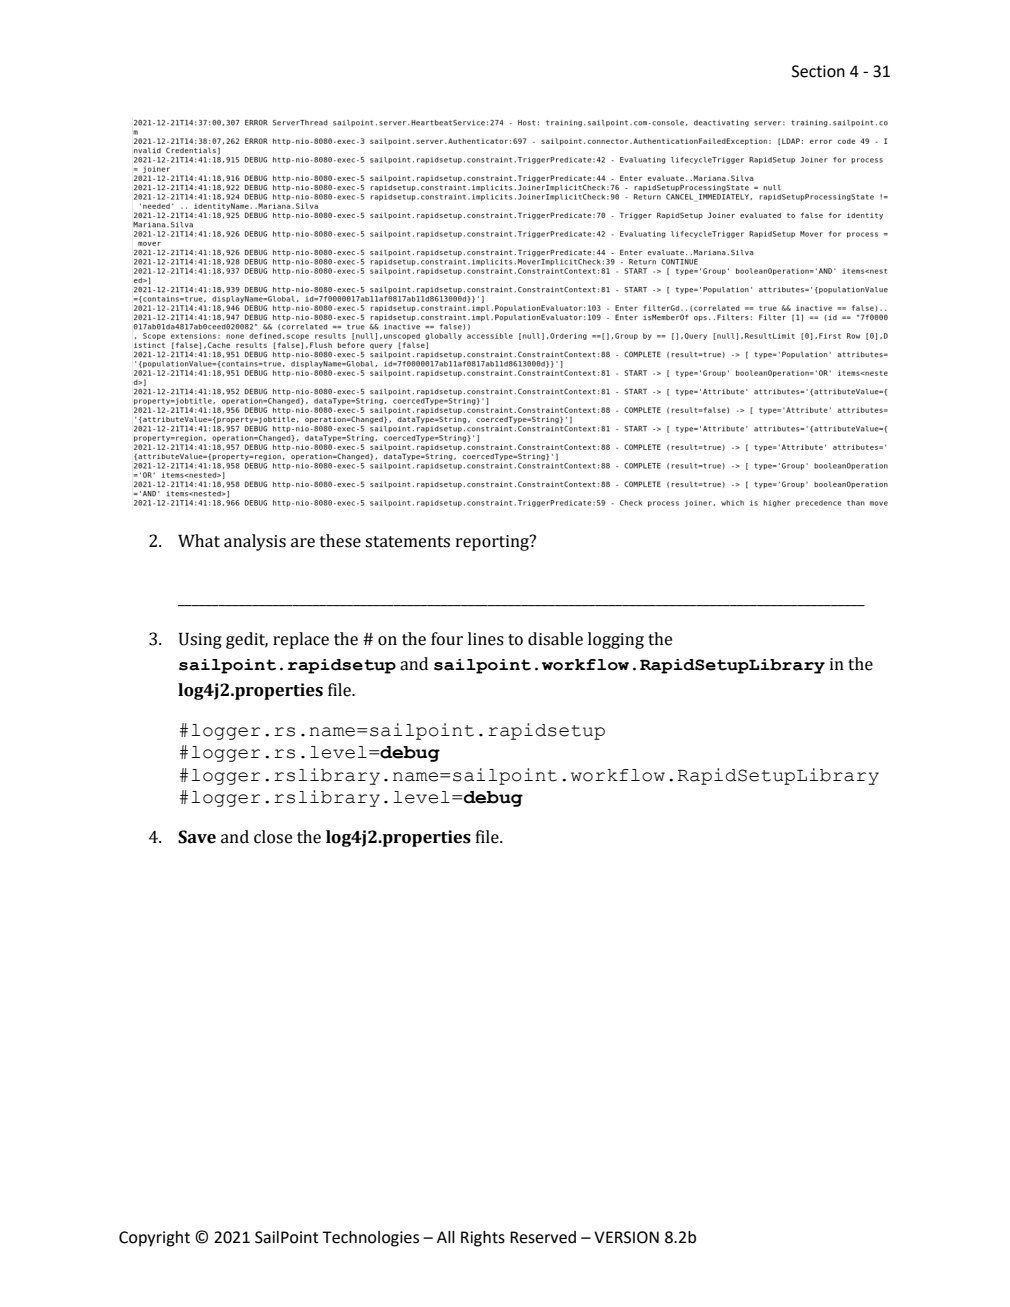 Section 4 - 31
2021-12-21T14:37:00,307 ERROR ServerThread sailpoint.server.HeartbeatService:274 - Host: training.sailpoint.com-console, deactivating server: training.sailpoint.co
m
2021-12-21T14:38:07,262 ERROR http-nio-8080-exec-3 sailpoint.server.Authenticator:697 - sailpoint.connector.AuthenticationFailedException: [LDAP: error code 49 - I
nvalid Credentials]
2021-12-21T14:41:18,915 DEBUG http-nio-8080-exec-5 sailpoint.rapidsetup.constraint.TriggerPredicate:42 - Evaluating lifecycleTrigger RapidSetup Joiner for process
= joiner
2021-12-21T14:41:18,916 DEBUG http-nio-8080-exec-5 sailpoint.rapidsetup.constraint.TriggerPredicate:44 - Enter evaluate..Mariana.Silva
2021-12-21T14:41:18,922 DEBUG http-nio-8080-exec-5 rapidsetup.constraint.implicits.JoinerImplicitCheck:76 - rapidSetupProcessingState = null
2021-12-21T14:41:18,924 DEBUG http-nio-8080-exec-5 rapidsetup.constraint.implicits.JoinerImplicitCheck:90 - Return CANCEL_IMMEDIATELY, rapidSetupProcessingState !=
'needed' .. identityName..Mariana.Silva
2021-12-21T14:41:18,925 DEBUG http-nio-8080-exec-5 sailpoint.rapidsetup.constraint.TriggerPredicate:70 - Trigger RapidSetup Joiner evaluated to false for identity
Mariana.Silva
2021-12-21T14:41:18,926 DEBUG http-nio-8080-exec-5 sailpoint.rapidsetup.constraint.TriggerPredicate:42 - Evaluating lifecycleTrigger RapidSetup Mover for process =
mover
2021-12-21T14:41:18,926 DEBUG http-nio-8080-exec-5 sailpoint.rapidsetup.constraint.TriggerPredicate:44 - Enter evaluate..Mariana.Silva
2021-12-21T14:41:18,928 DEBUG http-nio-8080-exec-5 rapidsetup.constraint.implicits.MoverImplicitCheck:39 - Return CONTINUE
2021-12-21T14:41:18,937 DEBUG http-nio-8080-exec-5 sailpoint.rapidsetup.constraint.ConstraintContext:81 - START -> [ type='Group' booleanOperation='AND' items<nest
ed>]
2021-12-21T14:41:18,939 DEBUG http-nio-8080-exec-5 sailpoint.rapidsetup.constraint.ConstraintContext:81 - START -> [ type='Population' attributes='{populationValue
={contains=true, displayName=Global, id=7f0000017ab11af0817ab11d8613000d}}']
2021-12-21T14:41:18,946 DEBUG http-nio-8080-exec-5 rapidsetup.constraint.impl.PopulationEvaluator:103 - Enter filterGd..(correlated == true && inactive == false)..
2021-12-21T14:41:18,947 DEBUG http-nio-8080-exec-5 rapidsetup.constraint.impl.PopulationEvaluator:109 - Enter isMemberOf ops..Filters: Filter [1] == (id == "7f0000
017ab01da4817ab0ceed020082" && (correlated == true && inactive == false))
, Scope extensions: none defined,scope results [null],unscoped globally accessible [null],Ordering ==[],Group by == [],Query [null],ResultLimit [0],First Row [0],D
istinct [false],Cache results [false],Flush before query [false]
2021-12-21T14:41:18,951 DEBUG http-nio-8080-exec-5 sailpoint.rapidsetup.constraint.ConstraintContext:88 - COMPLETE (result=true) -> [ type='Population' attributes=
'{populationValue={contains=true, displayName=Global, id=7f0000017ab11af0817ab11d8613000d}}']
2021-12-21T14:41:18,951 DEBUG http-nio-8080-exec-5 sailpoint.rapidsetup.constraint.ConstraintContext:81 - START -> [ type='Group' booleanOperation='OR' items<neste
d>]
2021-12-21T14:41:18,952 DEBUG http-nio-8080-exec-5 sailpoint.rapidsetup.constraint.ConstraintContext:81 - START -> [ type='Attribute' attributes='{attributeValue={
property=jobtitle, operation=Changed}, dataType=String, coercedType=String}']
2021-12-21T14:41:18,956 DEBUG http-nio-8080-exec-5 sailpoint.rapidsetup.constraint.ConstraintContext:88 - COMPLETE (result=false) -> [ type='Attribute' attributes=
'{attributeValue={property=jobtitle, operation=Changed}, dataType=String, coercedType=String}']
2021-12-21T14:41:18,957 DEBUG http-nio-8080-exec-5 sailpoint.rapidsetup.constraint.ConstraintContext:81 - START -> [ type='Attribute' attributes='{attributeValue={
property=region, operation=Changed}, dataType=String, coercedType=String}']
2021-12-21T14:41:18,957 DEBUG http-nio-8080-exec-5 sailpoint.rapidsetup.constraint.ConstraintContext:88 - COMPLETE (result=true) -> [ type='Attribute' attributes='
{attributeValue={property=region, operation=Changed}, dataType=String, coercedType=String}']
2021-12-21T14:41:18,958 DEBUG http-nio-8080-exec-5 sailpoint.rapidsetup.constraint.ConstraintContext:88 - COMPLETE (result=true) -> [ type='Group' booleanOperation
='OR' items<nested>]
2021-12-21T14:41:18,958 DEBUG http-nio-8080-exec-5 sailpoint.rapidsetup.constraint.ConstraintContext:88 - COMPLETE (result=true) -> [ type='Group' booleanOperation
='AND' items<nested>]
2021-12-21T14:41:18,966 DEBUG http-nio-8080-exec-5 sailpoint.rapidsetup.constraint.TriggerPredicate:59 - Check process joiner, which is higher precedence than move
2. What analysis are these statements reporting?
3. Using gedit, replace the # on the four lines to disable logging the
sailpoint.rapidsetup and sailpoint.workflow.RapidSetupLibrary in the
log4j2.properties file.
#logger.rs.name=sailpoint.rapidsetup
#logger.rs.level=debug
#logger.rslibrary.name=sailpoint.workflow.RapidSetupLibrary
#logger.rslibrary.level=debug
4. Save and close the log4j2.properties file.
Copyright © 2021 SailPoint Technologies – All Rights Reserved – VERSION 8.2b